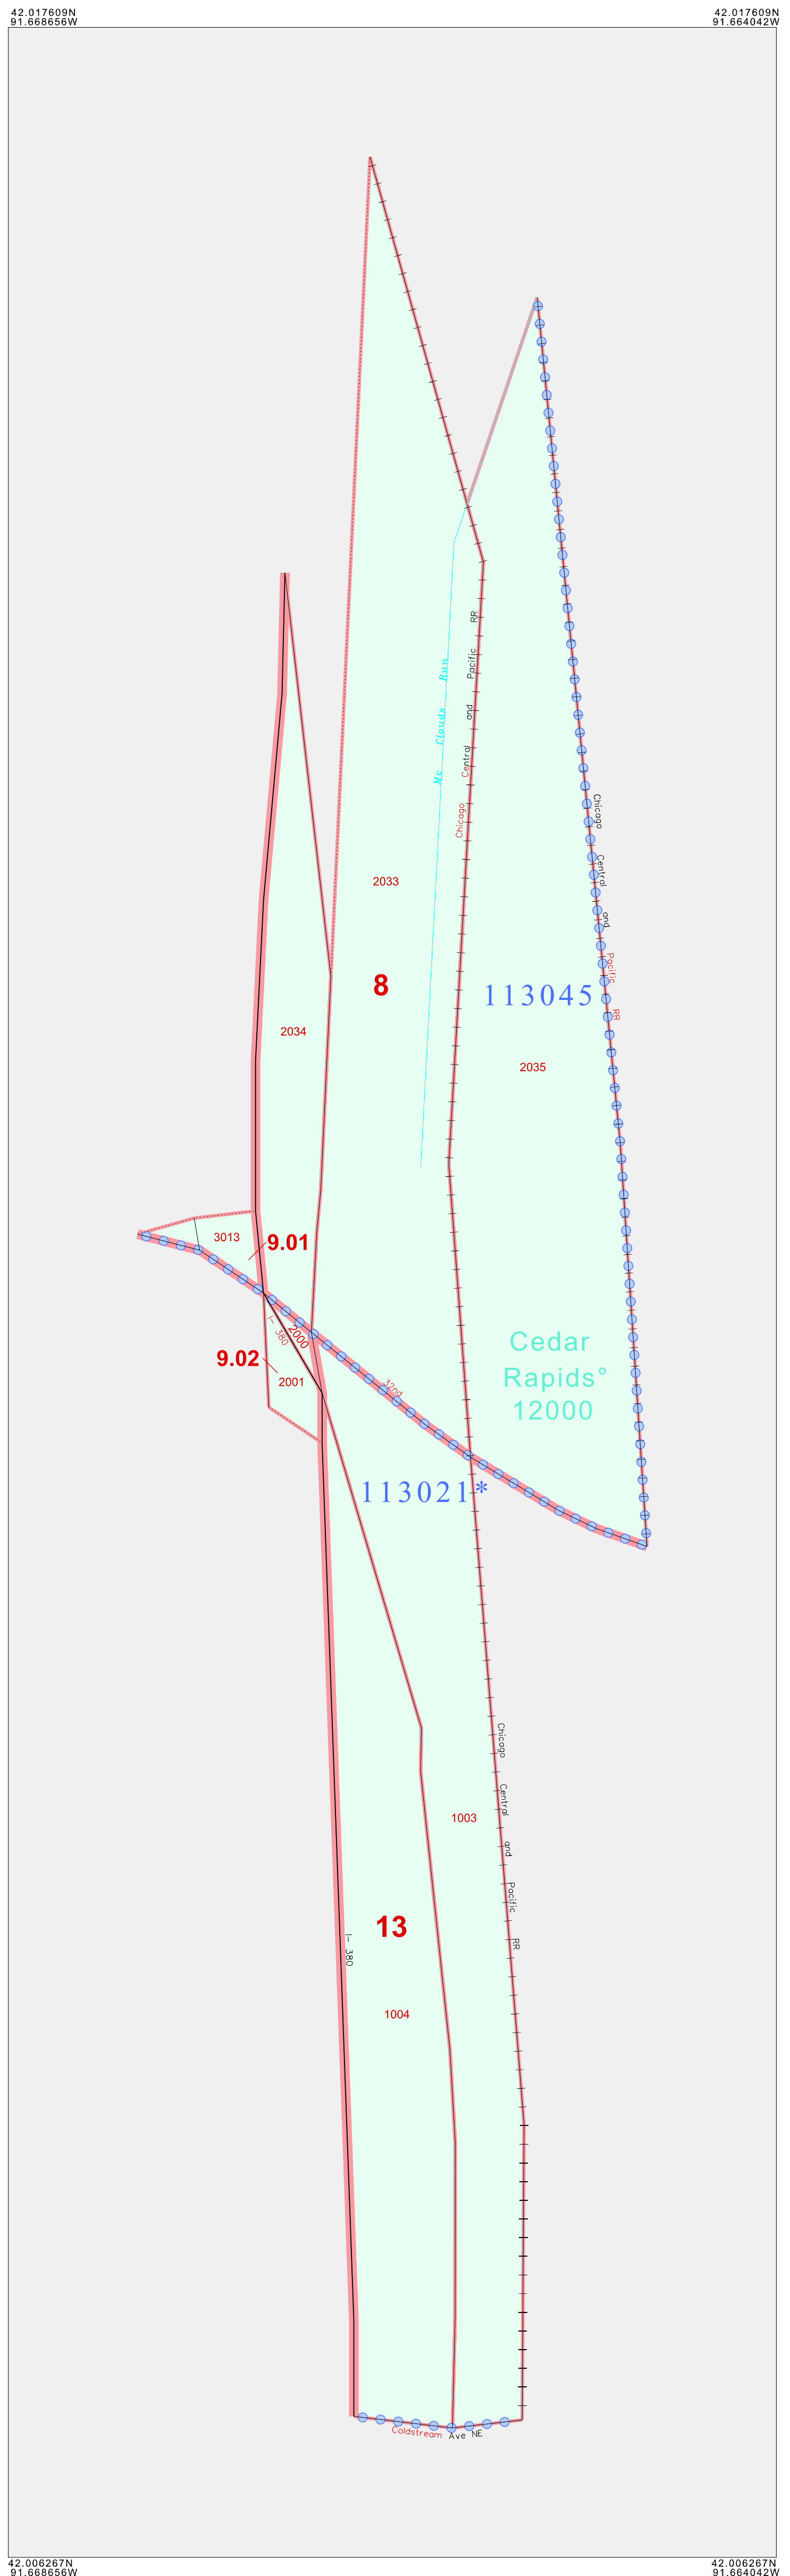 42.017609N
91.668656W
42.017609N
91.664042W
Chicago Central and Pacific RR
Mc Cloudy Run
Chicago Central and Pacific RR
2033
8
113045
2034
2035
3013
9.01
I- 380
2000
9.02
2001
32nd
Cedar
Rapids°
12000
113021*
Chicago Central and Pacific RR
1003
13
I- 380
1004
Coldstream Ave NE
42.006267N
91.668656W
42.006267N
91.664042W